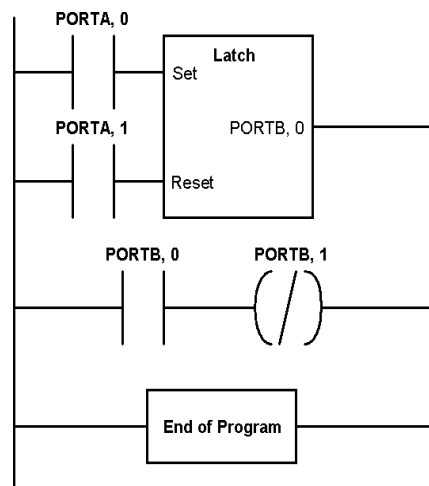 PORTA, 0
Latch
Set
PORTB, 0
PORTA, 1
Reset
PORTB, 0 PORTB, 1
End of Program